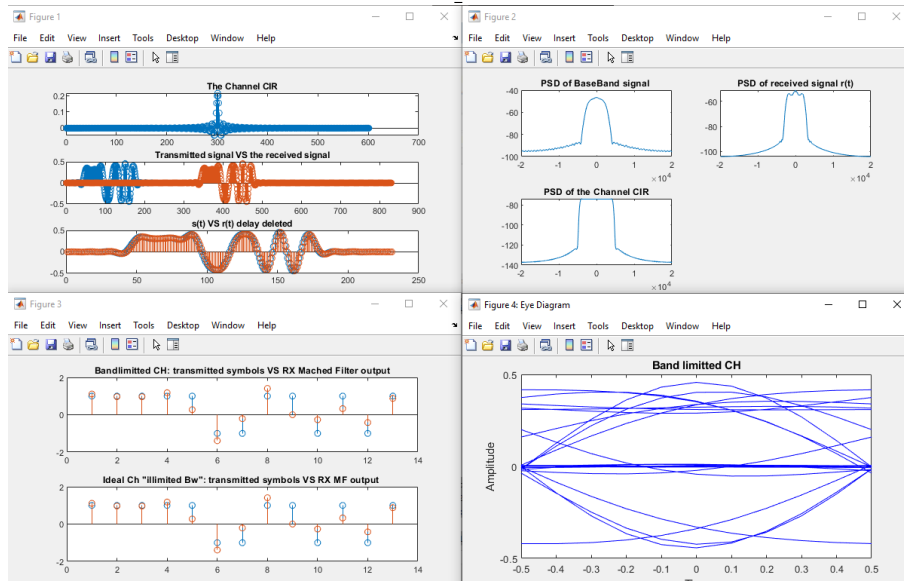 Figure 1
File Edit View Insert Tools Desktop Window Help
The Channel CIR
0.2
0.1
0
0 100 200 300 400 500 600 700
Transmitted signal VS the received signal
0.5
0
-0.5
0 100 200 300 400 500 600 700 800 900
s(t) VS r(t) delay deleted
0.5
0
-0.5
0 50 100 150 200 250
Figure 2
File Edit View Insert Tools Desktop Window Help
PSD of BaseBand signal
-40
-60
-80
-100
-2 -1 0 1 2
×10⁴
PSD of received signal r(t)
-60
-80
-100
-2 -1 0 1 2
×10⁴
PSD of the Channel CIR
-80
-100
-120
-140
-2 -1 0 1 2
×10⁴
Figure 3
File Edit View Insert Tools Desktop Window Help
Bandlimitted CH: transmitted symbols VS RX Mached Filter output
2
0
-2
0 2 4 6 8 10 12 14
Ideal Ch "illimited Bw": transmitted symbols VS RX MF output
2
0
-2
0 2 4 6 8 10 12 14
Figure 4: Eye Diagram
File Edit View Insert Tools Desktop Window Help
Band limitted CH
0.5
0
-0.5
Amplitude
-0.5 -0.4 -0.3 -0.2 -0.1 0 0.1 0.2 0.3 0.4 0.5